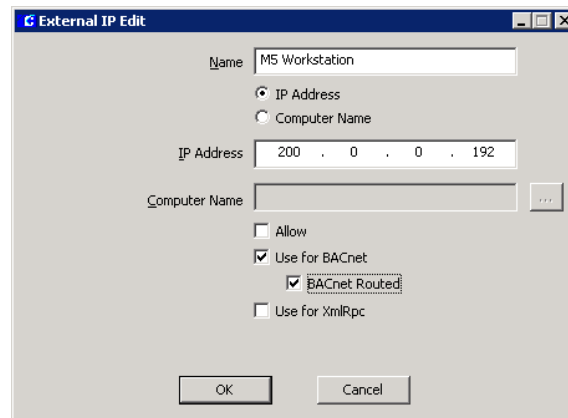 External IP Edit
Name M5 Workstation
IP Address
Computer Name
IP Address 200 . 0 . 0 . 192
Computer Name ...
Allow
Use for BACnet
BACnet Routed
Use for XmlRpc
OK Cancel